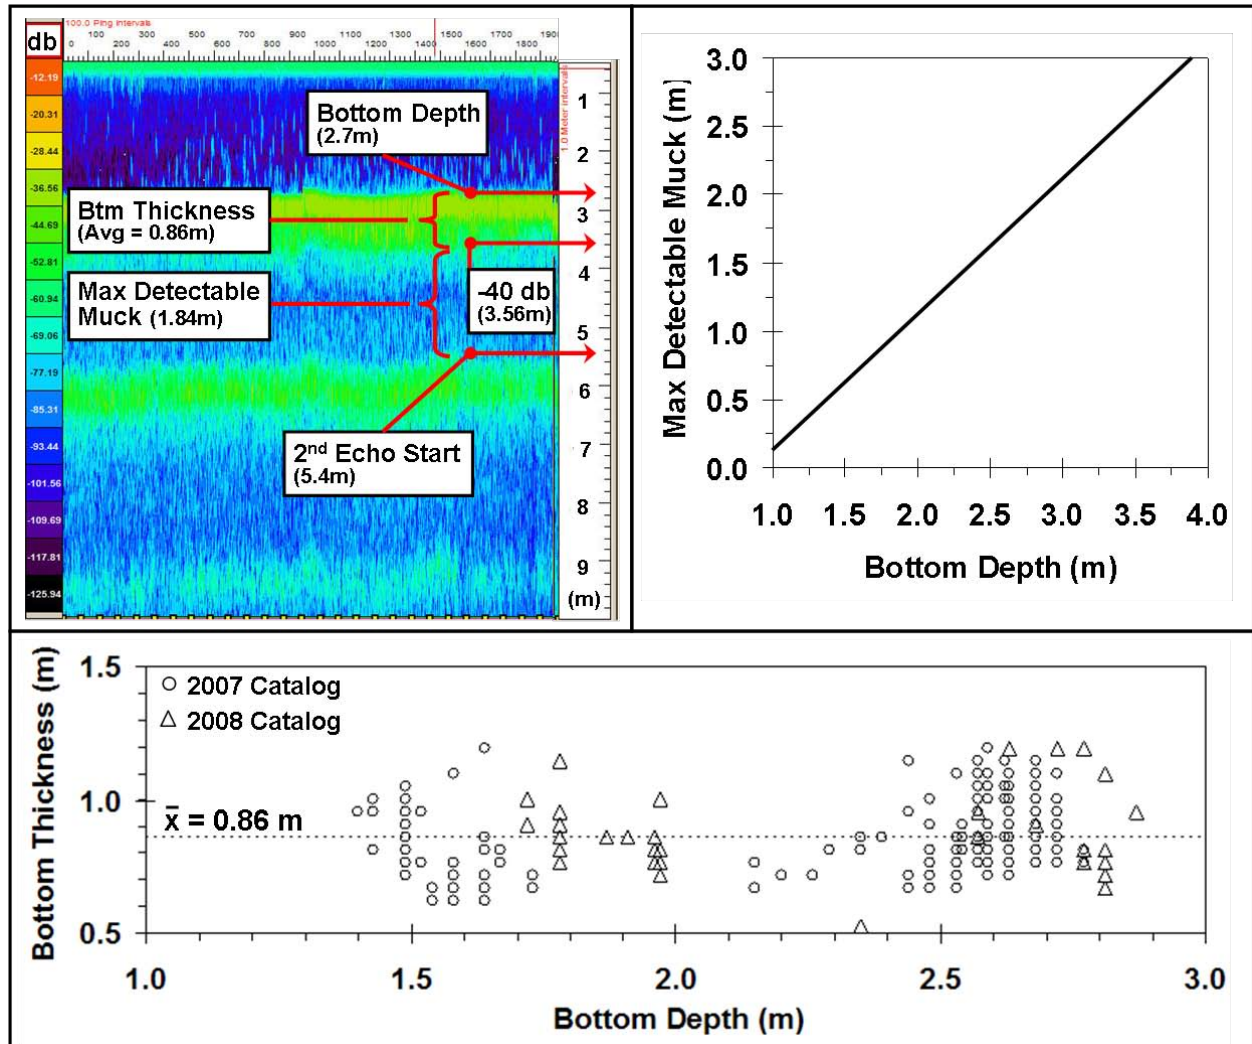 db
100.0 Ping intervals
0 100 200 300 400 500 600 700 800 900 1000 1100 1200 1300 1400 1500 1600 1700 1800 190
-12.19
-20.31
-28.44
-36.56
-44.69
-52.81
-60.94
-69.06
-77.19
-85.31
-93.44
-101.56
-109.69
-117.81
-125.94
Bottom Depth
(2.7m)
Btm Thickness
(Avg = 0.86m)
Max Detectable
Muck (1.84m)
-40 db
(3.56m)
2nd Echo Start
(5.4m)
1.0 Meter intervals
1
2
3
4
5
6
7
8
9
(m)
Max Detectable Muck (m)
3.0
2.5
2.0
1.5
1.0
0.5
0.0
1.0 1.5 2.0 2.5 3.0 3.5 4.0
Bottom Depth (m)
Bottom Thickness (m)
1.5
1.0
0.5
2007 Catalog
2008 Catalog
x̄ = 0.86 m
1.0 1.5 2.0 2.5 3.0
Bottom Depth (m)